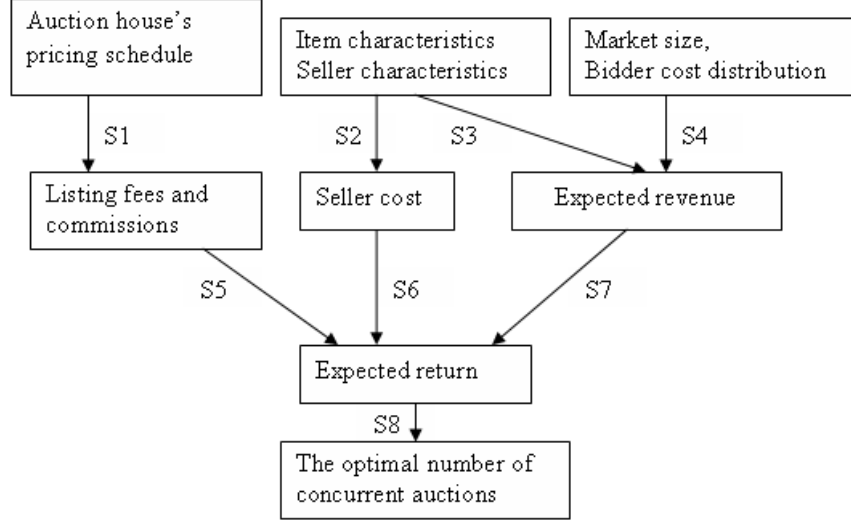 Auction house's
pricing schedule
Item characteristics
Seller characteristics
Market size,
Bidder cost distribution
S1
S2
S3
S4
Listing fees and
commissions
Seller cost
Expected revenue
S5
S6
S7
Expected return
S8
The optimal number of
concurrent auctions